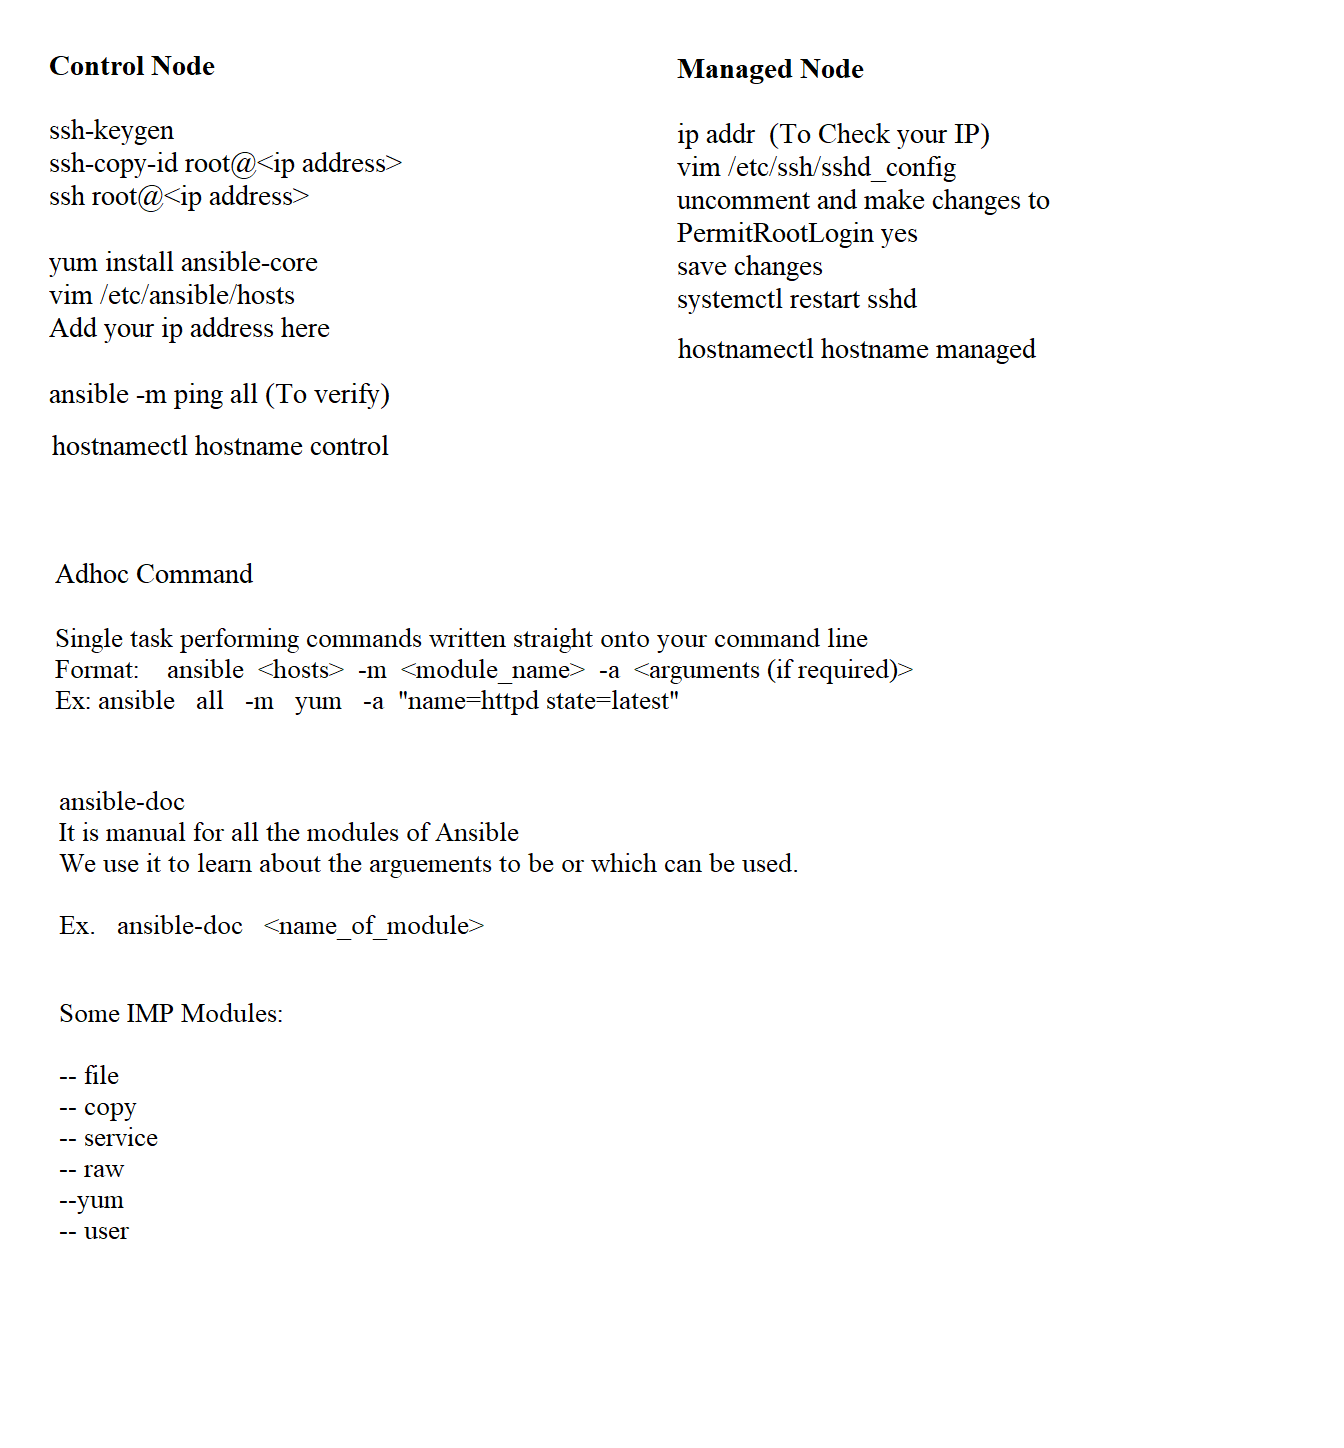 Control Node
ssh-keygen
ssh-copy-id root@<ip address>
ssh root@<ip address>
yum install ansible-core
vim /etc/ansible/hosts
Add your ip address here
ansible -m ping all (To verify)
hostnamectl hostname control
Managed Node
ip addr  (To Check your IP)
vim /etc/ssh/sshd_config
uncomment and make changes to
PermitRootLogin yes
save changes
systemctl restart sshd
hostnamectl hostname managed
Adhoc Command
Single task performing commands written straight onto your command line
Format:    ansible  <hosts>  -m  <module_name>  -a  <arguments (if required)>
Ex: ansible   all   -m   yum   -a  "name=httpd state=latest"
ansible-doc
It is manual for all the modules of Ansible
We use it to learn about the arguements to be or which can be used.
Ex.   ansible-doc   <name_of_module>
Some IMP Modules:
-- file
-- copy
-- service
-- raw
--yum
-- user